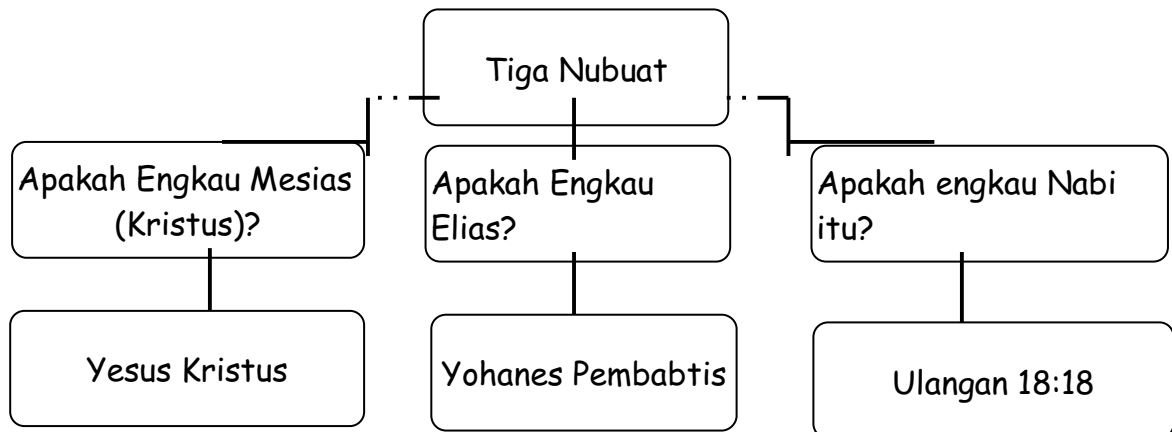 Tiga Nubuat
Apakah Engkau Mesias
(Kristus)?
Apakah Engkau
Elias?
Apakah engkau Nabi
itu?
Yesus Kristus
Yohanes Pembabtis
Ulangan 18:18